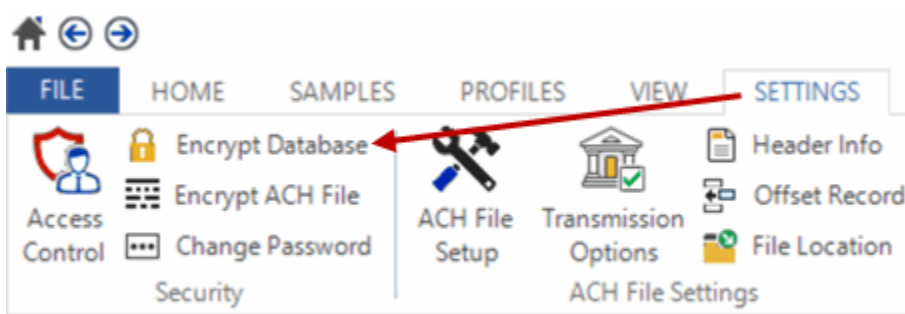 FILE HOME SAMPLES PROFILES VIEW SETTINGS
Encrypt Database
Encrypt ACH File
Change Password
Access
Control
Security
ACH File
Setup
Transmission
Options
Header Info
Offset Record
File Location
ACH File Settings